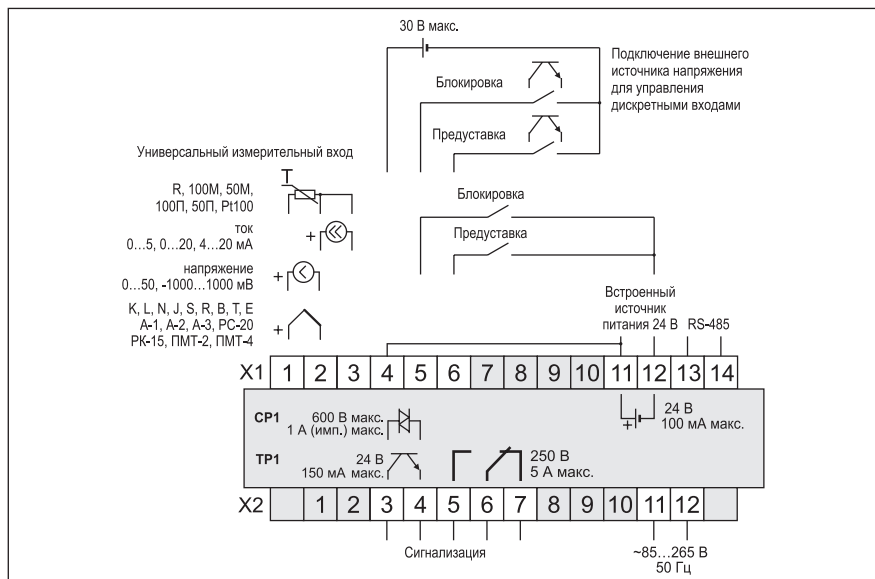 30 В макс.
Подключение внешнего
источника напряжения
для управления
дискретными входами
Блокировка
Предуставка
Универсальный измерительный вход
R, 100М, 50М,
100П, 50П, Pt100
Блокировка
ток
0...5, 0...20, 4...20 мА
+
Предуставка
напряжение
0...50, -1000...1000 мВ
+
K, L, N, J, S, R, B, T, E
А-1, А-2, А-3, РС-20
РК-15, ПМТ-2, ПМТ-4
+
Встроенный
источник
питания 24 В
RS-485
X1 1 2 3 4 5 6 7 8 9 10 11 12 13 14
СР1 600 В макс.
1 А (имп.) макс.
+
24 В
100 мА макс.
ТР1 24 В
150 мА макс.
250 В
5 А макс.
X2 1 2 3 4 5 6 7 8 9 10 11 12
Сигнализация
~85...265 В
50 Гц